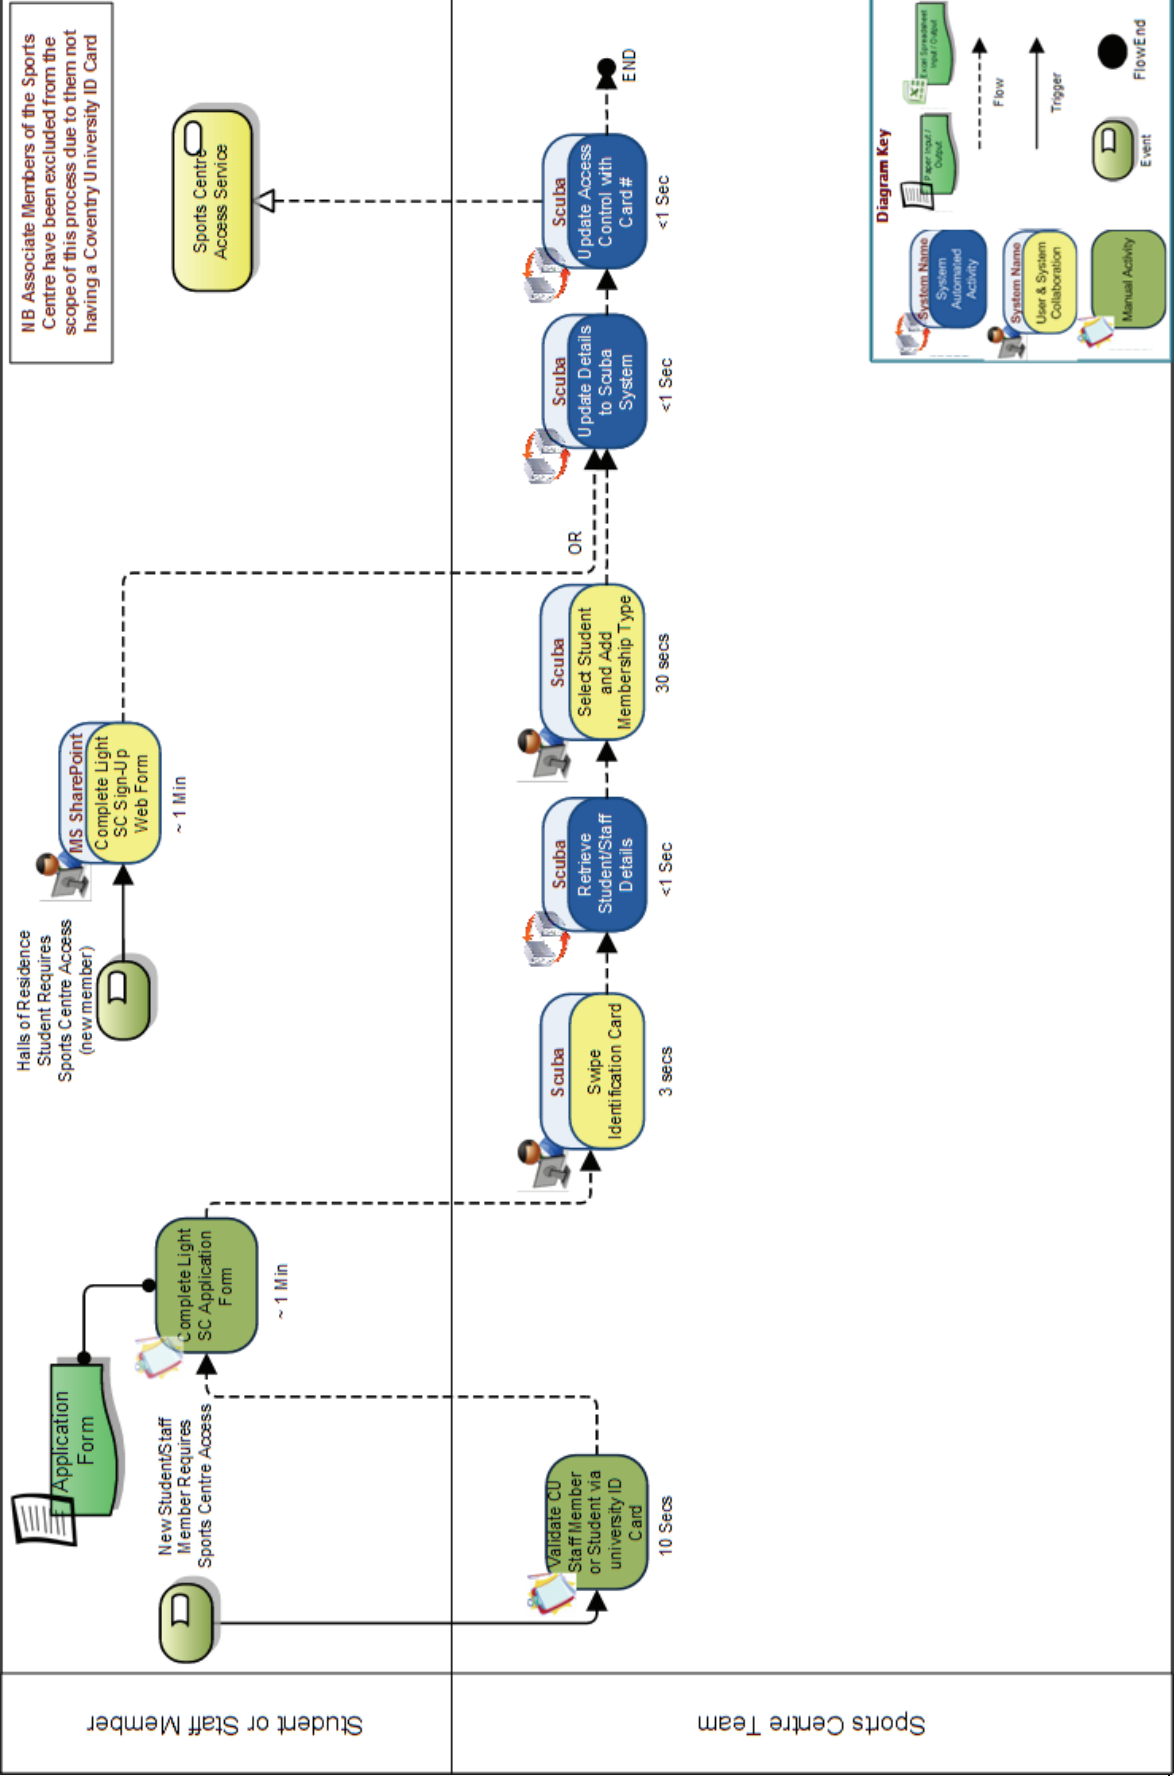 NB Associate Members of the Sports
Centre have been excluded from the
scope of this process due to them not
having a Coventry University ID Card
Student or Staff Member
Sports Centre Team
Application
Form
New Student/Staff
Member Requires
Sports Centre Access
Complete Light
SC Application
Form
~ 1 Min
Halls of Residence
Student Requires
Sports Centre Access
(new member)
MS SharePoint
Complete Light
SC Sign-Up
Web Form
~ 1 Min
Sports Centre
Access Service
Validate CU
Staff Member
or Student via
university ID
Card
10 Secs
Scuba
Swipe
Identification Card
3 secs
Scuba
Retrieve
Student/Staff
Details
<1 Sec
Scuba
Select Student
and Add
Membership Type
30 secs
OR
Scuba
Update Details
to Scuba
System
<1 Sec
Scuba
Update Access
Control with
Card #
<1 Sec
END
Diagram Key
System Name
System
Automated
Activity
System Name
User & System
Collaboration
Manual Activity
Paper Input /
Output
Excel Spreadsheet
Input / Output
Flow
Trigger
Event
FlowEnd